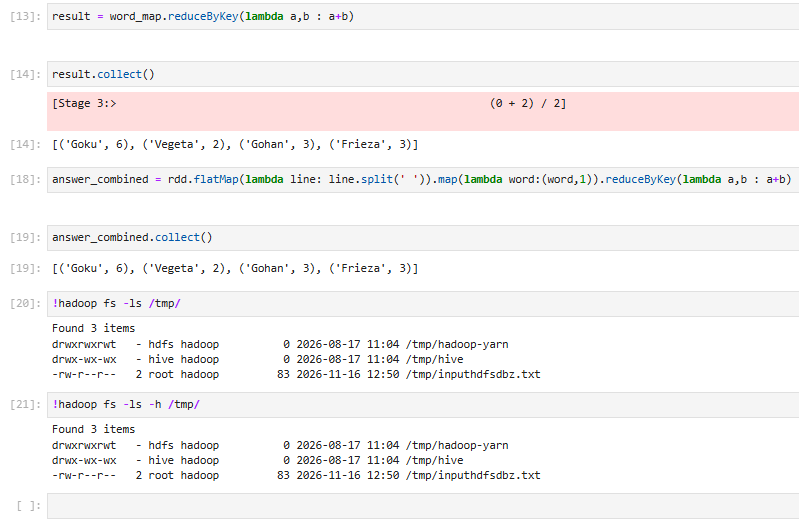 [13]: result = word_map.reduceByKey(lambda a,b : a+b)
[14]: result.collect()
[Stage 3:> (0 + 2) / 2]
[14]: [('Goku', 6), ('Vegeta', 2), ('Gohan', 3), ('Frieza', 3)]
[18]: answer_combined = rdd.flatMap(lambda line: line.split(' ')).map(lambda word:(word,1)).reduceByKey(lambda a,b : a+b)
[19]: answer_combined.collect()
[19]: [('Goku', 6), ('Vegeta', 2), ('Gohan', 3), ('Frieza', 3)]
[20]: !hadoop fs -ls /tmp/
Found 3 items
drwxrwxrwt   - hdfs hadoop          0 2026-08-17 11:04 /tmp/hadoop-yarn
drwx-wx-wx   - hive hadoop          0 2026-08-17 11:04 /tmp/hive
-rw-r--r--   2 root hadoop         83 2026-11-16 12:50 /tmp/inputhdfsdbz.txt
[21]: !hadoop fs -ls -h /tmp/
Found 3 items
drwxrwxrwt   - hdfs hadoop          0 2026-08-17 11:04 /tmp/hadoop-yarn
drwx-wx-wx   - hive hadoop          0 2026-08-17 11:04 /tmp/hive
-rw-r--r--   2 root hadoop         83 2026-11-16 12:50 /tmp/inputhdfsdbz.txt
[ ]: